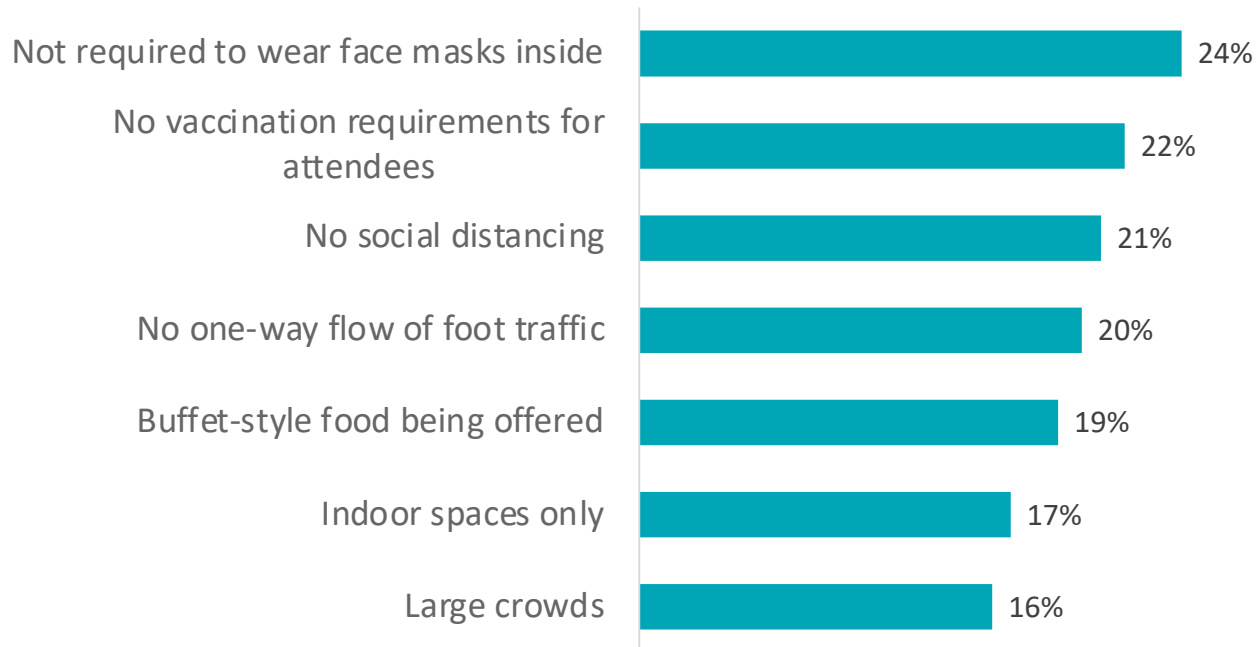 Not required to wear face masks inside
24%
No vaccination requirements for
attendees
22%
No social distancing
21%
No one-way flow of foot traffic
20%
Buffet-style food being offered
19%
Indoor spaces only
17%
Large crowds
16%